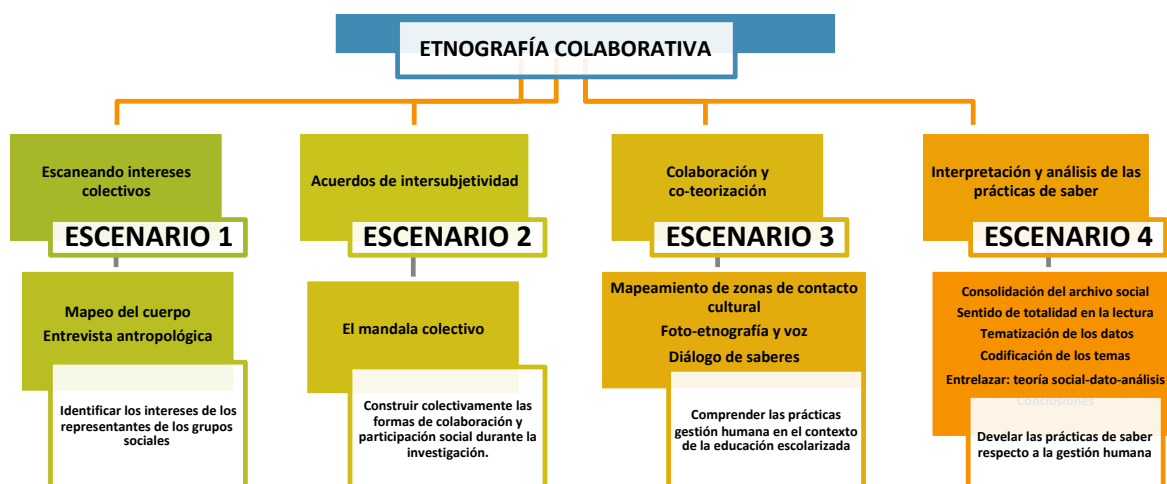 ETNOGRAFÍA COLABORATIVA
Escaneando intereses
colectivos
ESCENARIO 1
Mapeo del cuerpo
Entrevista antropológica
Identificar los intereses de los
representantes de los grupos
sociales
Acuerdos de intersubjetividad
ESCENARIO 2
El mandala colectivo
Construir colectivamente las
formas de colaboración y
participación social durante la
investigación.
Colaboración y
co-teorización
ESCENARIO 3
Mapeamiento de zonas de contacto
cultural
Foto-etnografía y voz
Diálogo de saberes
Comprender las prácticas
gestión humana en el contexto
de la educación escolarizada
Interpretación y análisis de las
prácticas de saber
ESCENARIO 4
Consolidación del archivo social
Sentido de totalidad en la lectura
Tematización de los datos
Codificación de los temas
Entrelazar: teoría social-dato-análisis
Conclusiones
Develar las prácticas de saber
respecto a la gestión humana